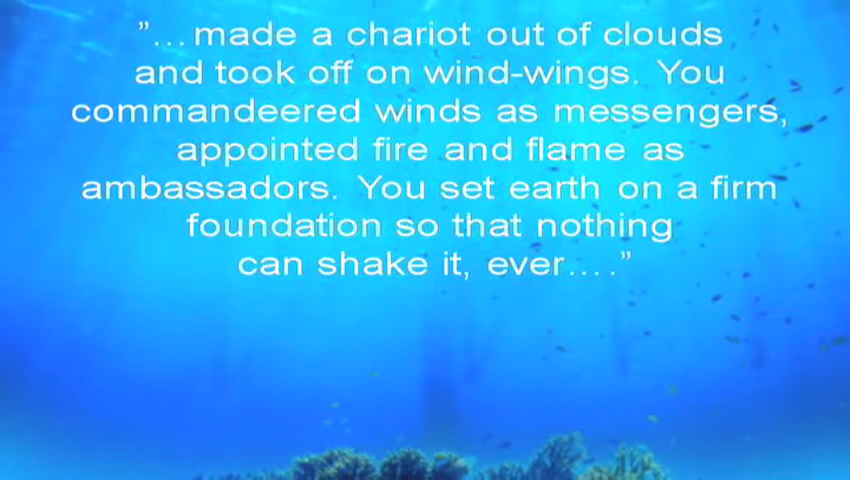 ”... made a chariot out of clouds
and took off on wind-wings. You
commandeered winds as messengers,
appointed fire and flame as
ambassadors. You set earth on a firm
foundation so that nothing
can shake it, ever....”